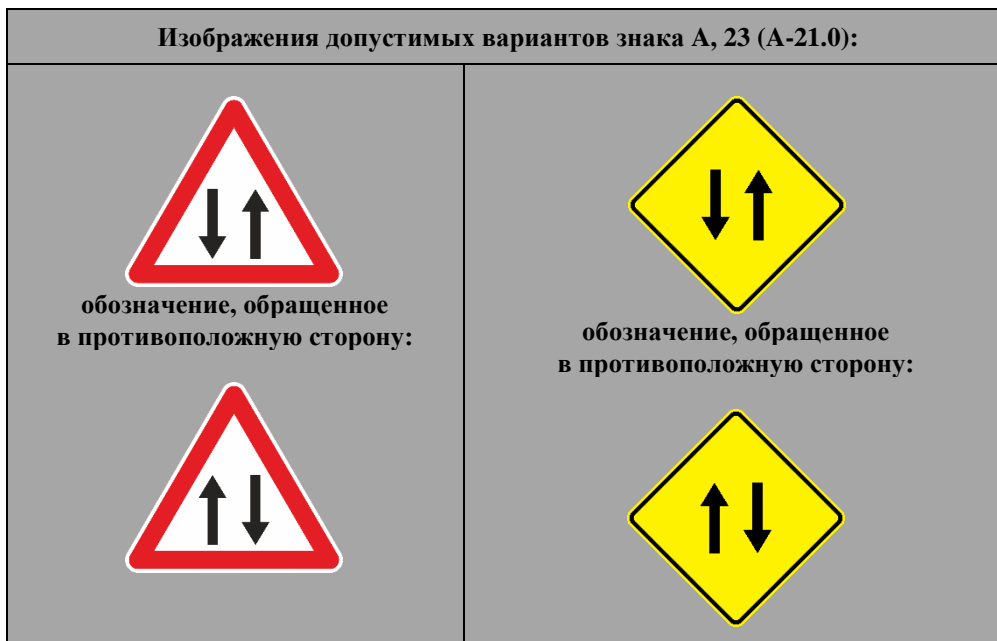 Изображения допустимых вариантов знака A, 23 (A-21.0):
обозначение, обращенное
в противоположную сторону:
обозначение, обращенное
в противоположную сторону: